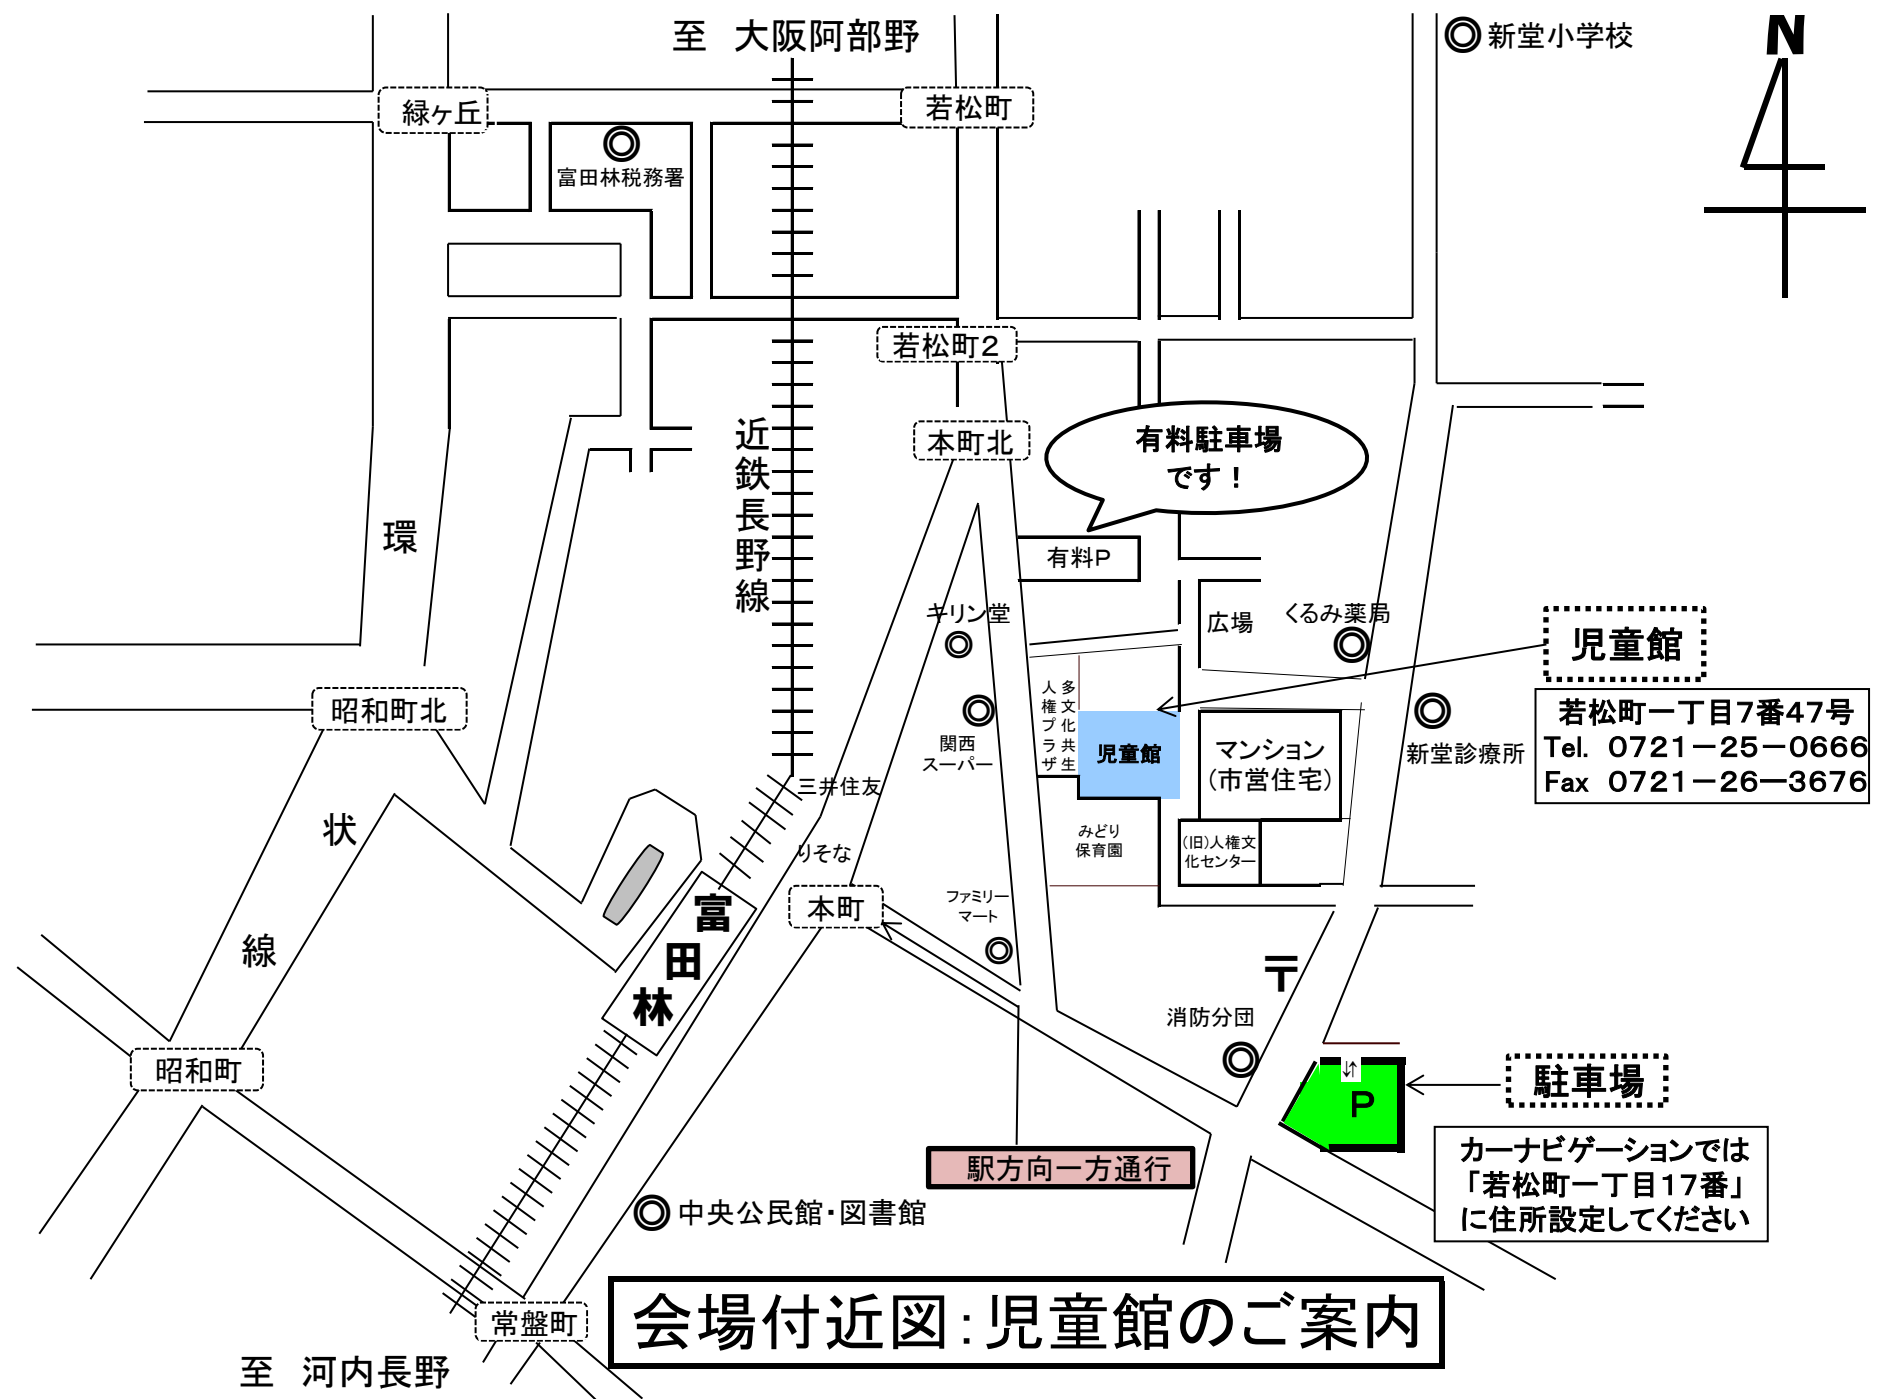 至 大阪阿部野
新堂小学校
N
緑ヶ丘
若松町
富田林税務署
若松町2
近鉄長野線
本町北
有料駐車場
です！
環
有料P
キリン堂
広場
くるみ薬局
児童館
若松町一丁目7番47号
Tel. 0721－25－0666
Fax 0721－26ー3676
昭和町北
関西
スーパー
多文化共生
人権プラザ
児童館
マンション
(市営住宅)
新堂診療所
三井住友
状
りそな
みどり
保育園
(旧)人権文
化センター
富田林
本町
ファミリー
マート
線
〒
消防分団
昭和町
P
駐車場
カーナビゲーションでは
「若松町一丁目17番」
に住所設定してください
駅方向一方通行
中央公民館・図書館
常盤町
会場付近図：児童館のご案内
至 河内長野